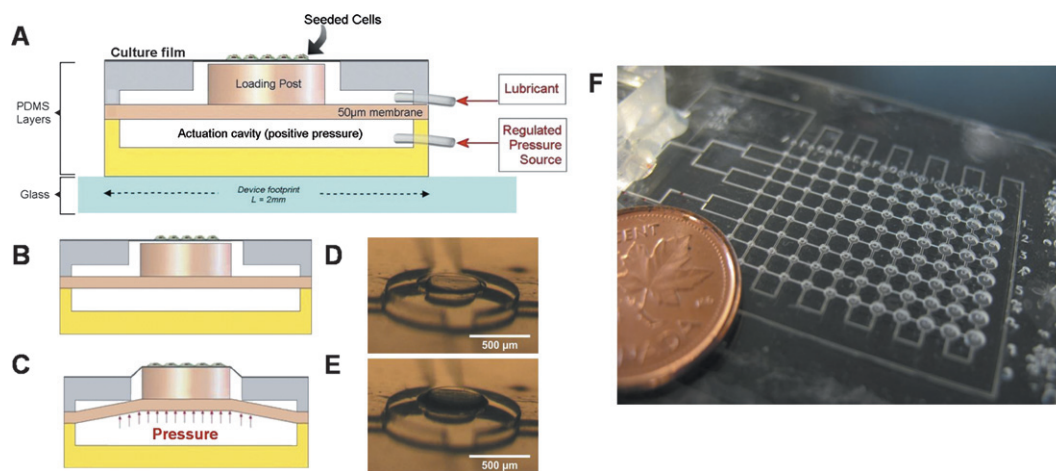 A
Seeded Cells
Culture film
PDMS
Layers
Loading Post
50µm membrane
Lubricant
Actuation cavity (positive pressure)
Regulated
Pressure
Source
Glass
Device footprint
L = 2mm
B
C
Pressure
D
500 µm
E
500 µm
F
CENT
1
2
3
4
5